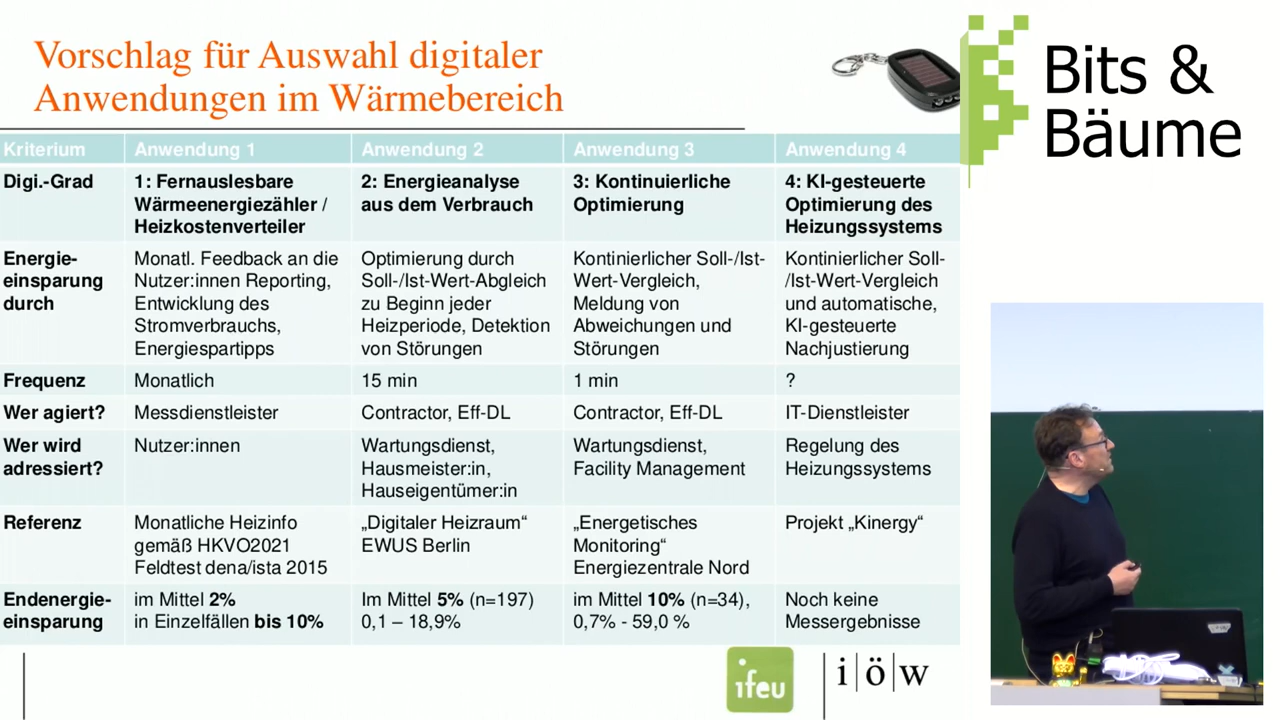 Vorschlag für Auswahl digitaler
Anwendungen im Wärmebereich
Bits &
Bäume
Kriterium
Anwendung 1
Anwendung 2
Anwendung 3
Anwendung 4
Digi.-Grad
1: Fernauslesbare
Wärmeenergiezähler /
Heizkostenverteiler
2: Energieanalyse
aus dem Verbrauch
3: Kontinuierliche
Optimierung
4: KI-gesteuerte
Optimierung des
Heizungssystems
Energie-
einsparung
durch
Monatl. Feedback an die
Nutzer:innen Reporting,
Entwicklung des
Stromverbrauchs,
Energiespartipps
Optimierung durch
Soll-/Ist-Wert-Abgleich
zu Beginn jeder
Heizperiode, Detektion
von Störungen
Kontinierlicher Soll-/Ist-
Wert-Vergleich,
Meldung von
Abweichungen und
Störungen
Kontinierlicher Soll-
/Ist-Wert-Vergleich
und automatische,
KI-gesteuerte
Nachjustierung
Frequenz
Monatlich
15 min
1 min
?
Wer agiert?
Messdienstleister
Contractor, Eff-DL
Contractor, Eff-DL
IT-Dienstleister
Wer wird
adressiert?
Nutzer:innen
Wartungsdienst,
Hausmeister:in,
Hauseigentümer:in
Wartungsdienst,
Facility Management
Regelung des
Heizungssystems
Referenz
Monatliche Heizinfo
gemäß HKVO2021
Feldtest dena/ista 2015
„Digitaler Heizraum“
EWUS Berlin
„Energetisches
Monitoring“
Energiezentrale Nord
Projekt „Kinergy“
Endenergie-
einsparung
im Mittel 2%
in Einzelfällen bis 10%
Im Mittel 5% (n=197)
0,1 – 18,9%
im Mittel 10% (n=34),
0,7% - 59,0 %
Noch keine
Messergebnisse
ifeu
i|ö|w